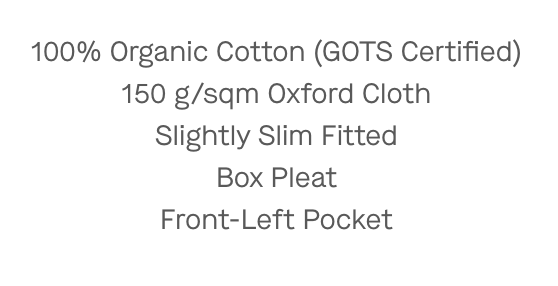 100% Organic Cotton (GOTS Certified)
150 g/sqm Oxford Cloth
Slightly Slim Fitted
Box Pleat
Front-Left Pocket